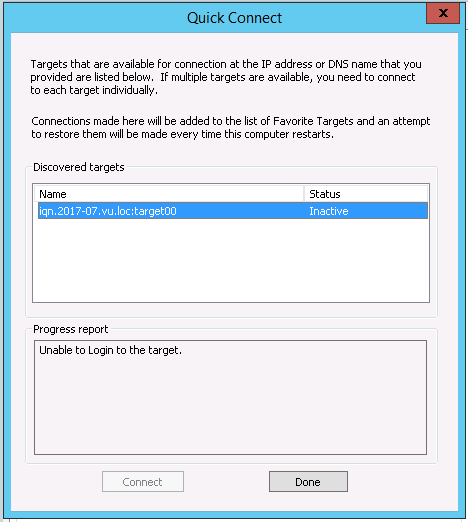 Quick Connect
x
Targets that are available for connection at the IP address or DNS name that you
provided are listed below. If multiple targets are available, you need to connect
to each target individually.
Connections made here will be added to the list of Favorite Targets and an attempt
to restore them will be made every time this computer restarts.
Discovered targets
Name Status
iqn.2017-07.vu.loc:target00 Inactive
Progress report
Unable to Login to the target.
Connect Done